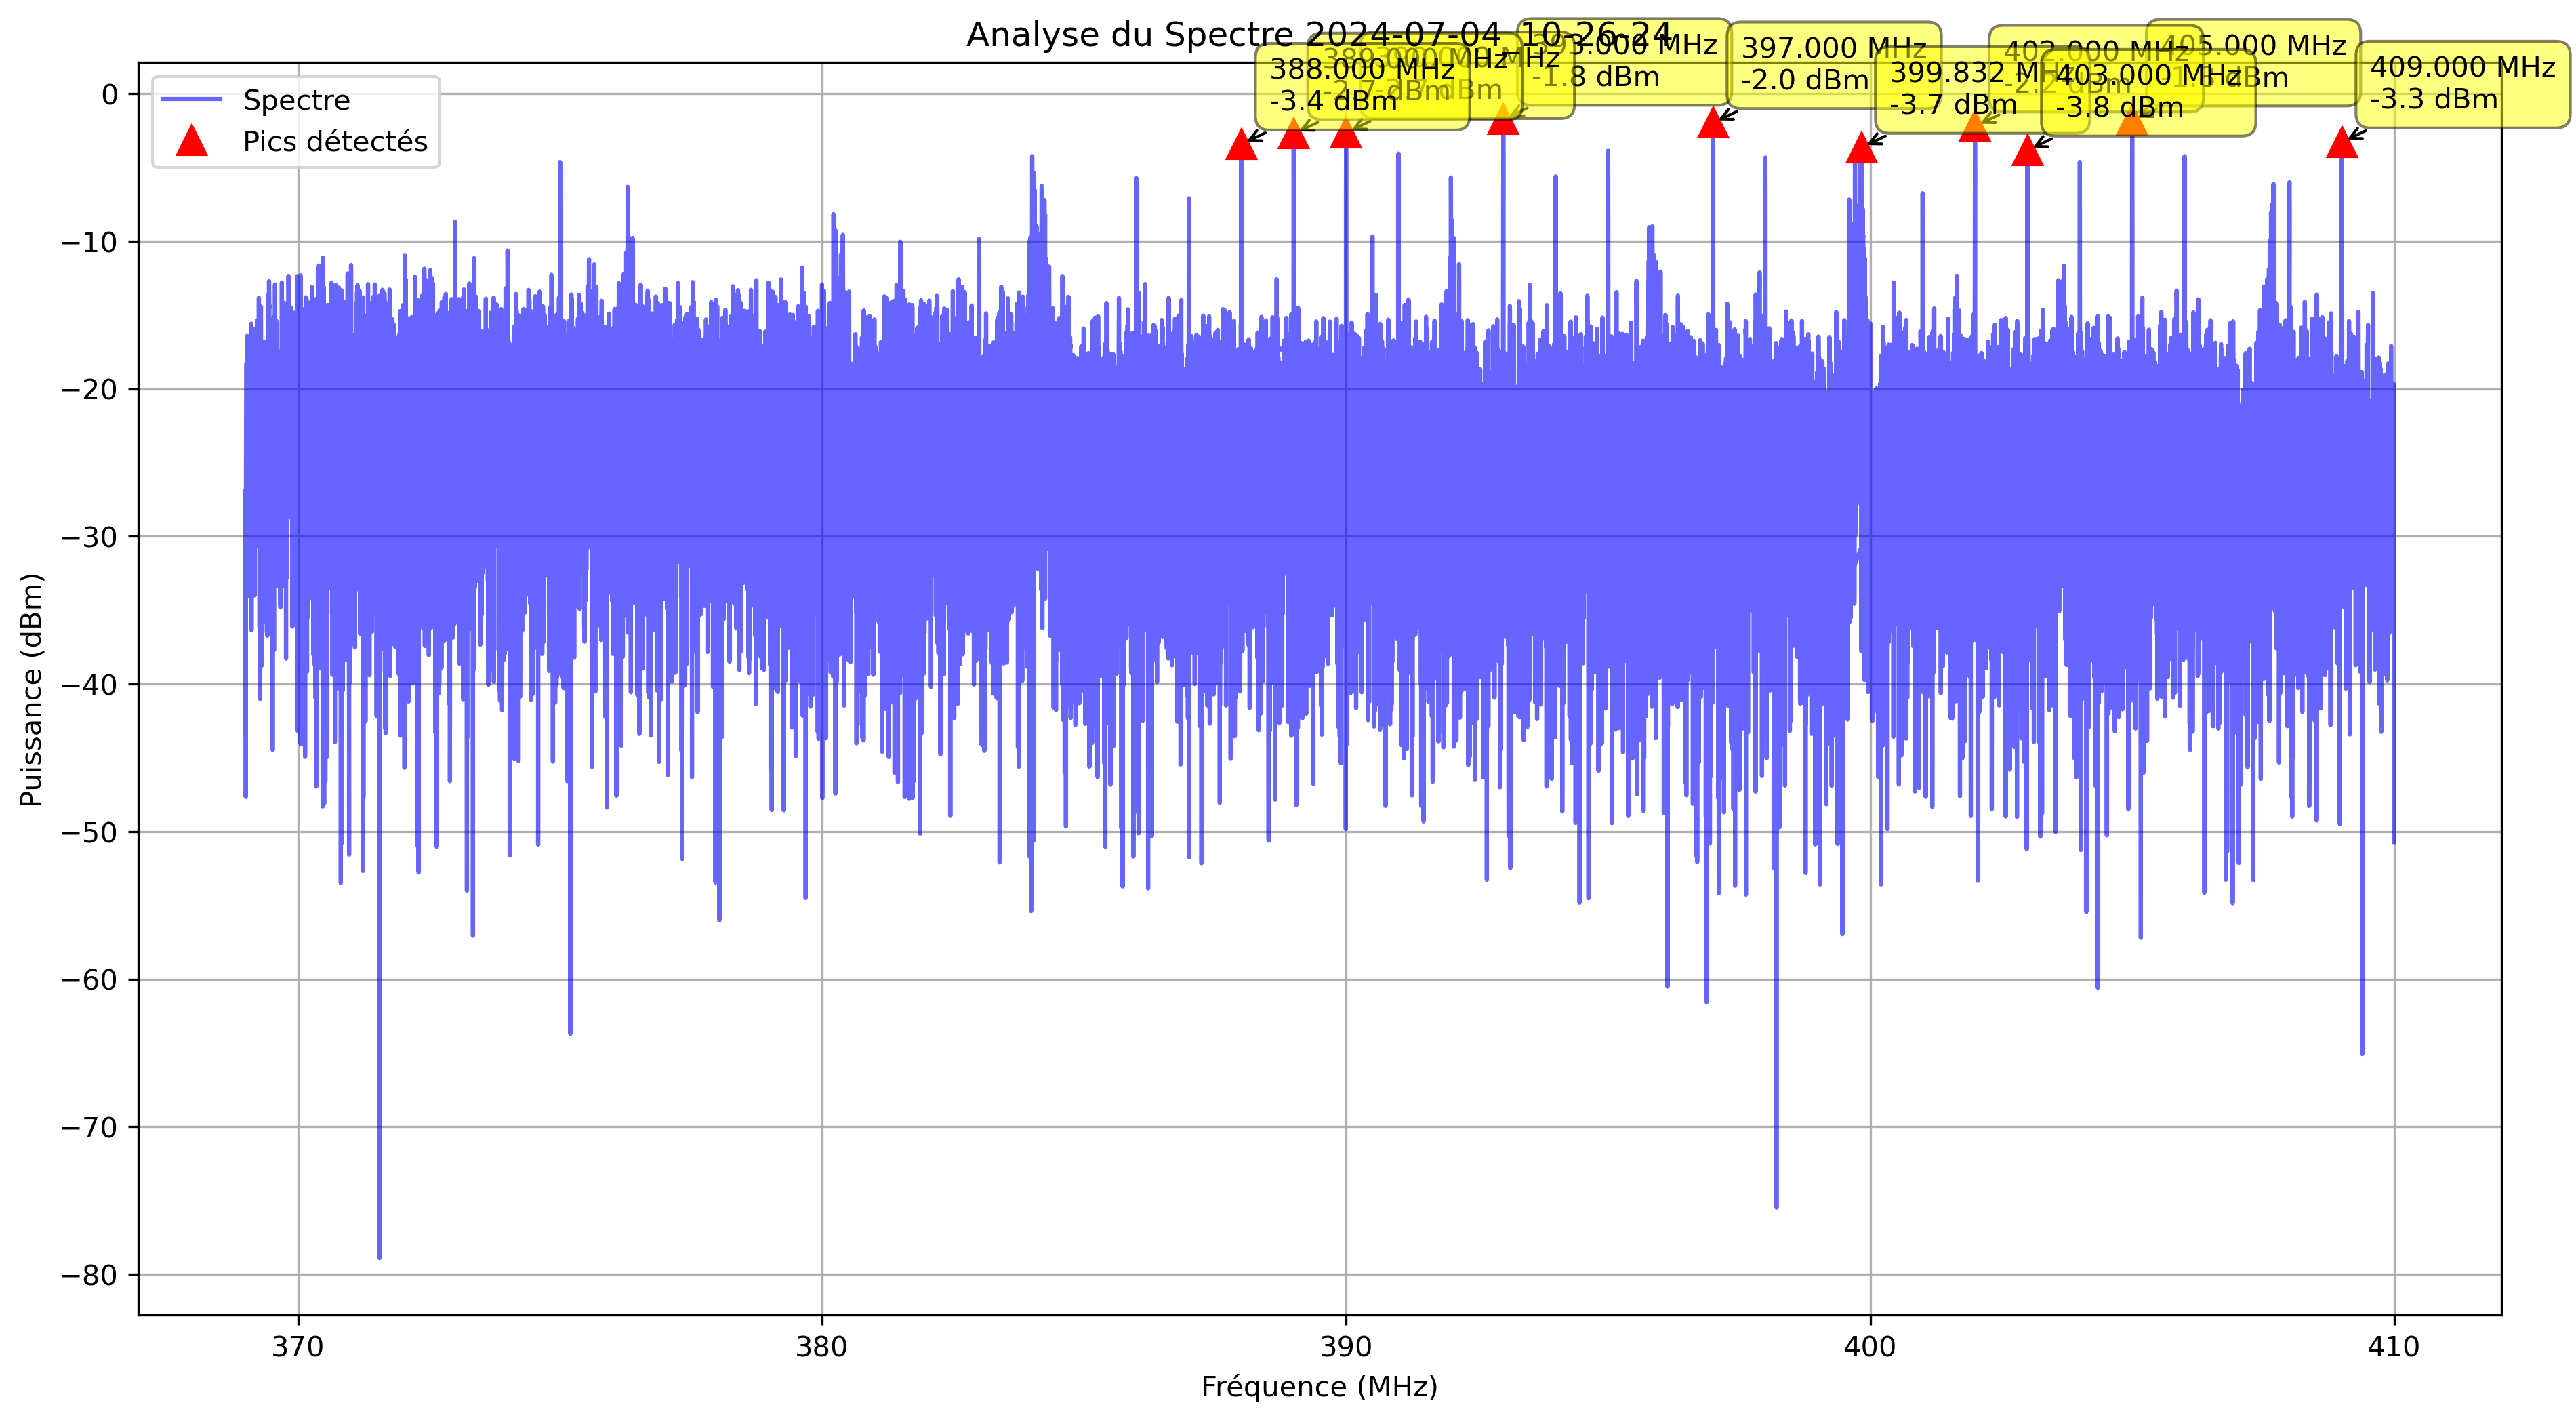 Analyse du Spectre 2024-07-04_10-26-24
388.000 MHz
-3.4 dBm
389.000 MHz
-2.7 dBm
MHz
dBm
393.000 MHz
-1.8 dBm
397.000 MHz
-2.0 dBm
399.832 MHz
-3.7 dBm
402.000 MHz
-2.2 dBm
403.000 MHz
-3.8 dBm
405.000 MHz
dBm
409.000 MHz
-3.3 dBm
Spectre
Pics détectés
Puissance (dBm)
0
−10
−20
−30
−40
−50
−60
−70
−80
370
380
390
400
410
Fréquence (MHz)